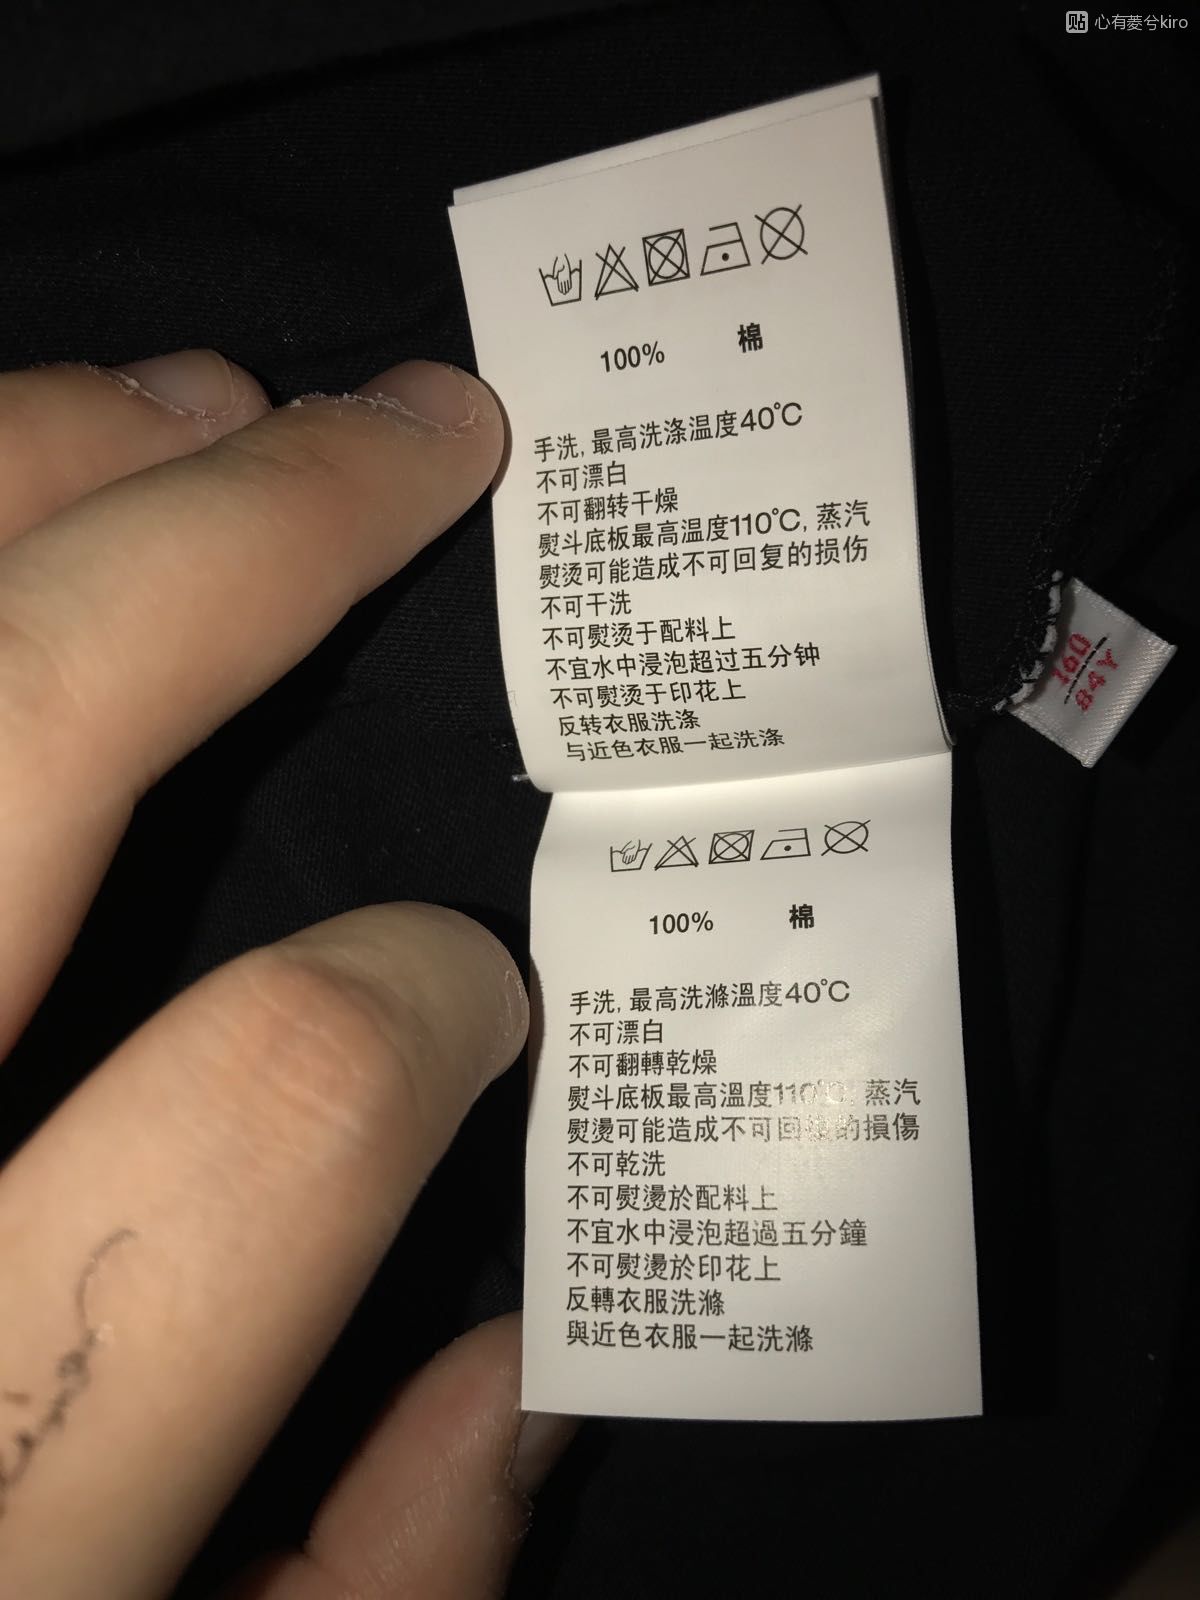 贴 心有菱兮kiro
100% 棉
手洗, 最高洗涤温度40℃
不可漂白
不可翻转干燥
熨斗底板最高温度110℃, 蒸汽
熨烫可能造成不可回复的损伤
不可干洗
不可熨烫于配料上
不宜水中浸泡超过五分钟
不可熨烫于印花上
反转衣服洗涤
与近色衣服一起洗涤
160
84Y
100% 棉
手洗, 最高洗滌溫度40℃
不可漂白
不可翻轉乾燥
熨斗底板最高溫度110℃, 蒸汽
熨燙可能造成不可回復的損傷
不可乾洗
不可熨燙於配料上
不宜水中浸泡超過五分鐘
不可熨燙於印花上
反轉衣服洗滌
與近色衣服一起洗滌